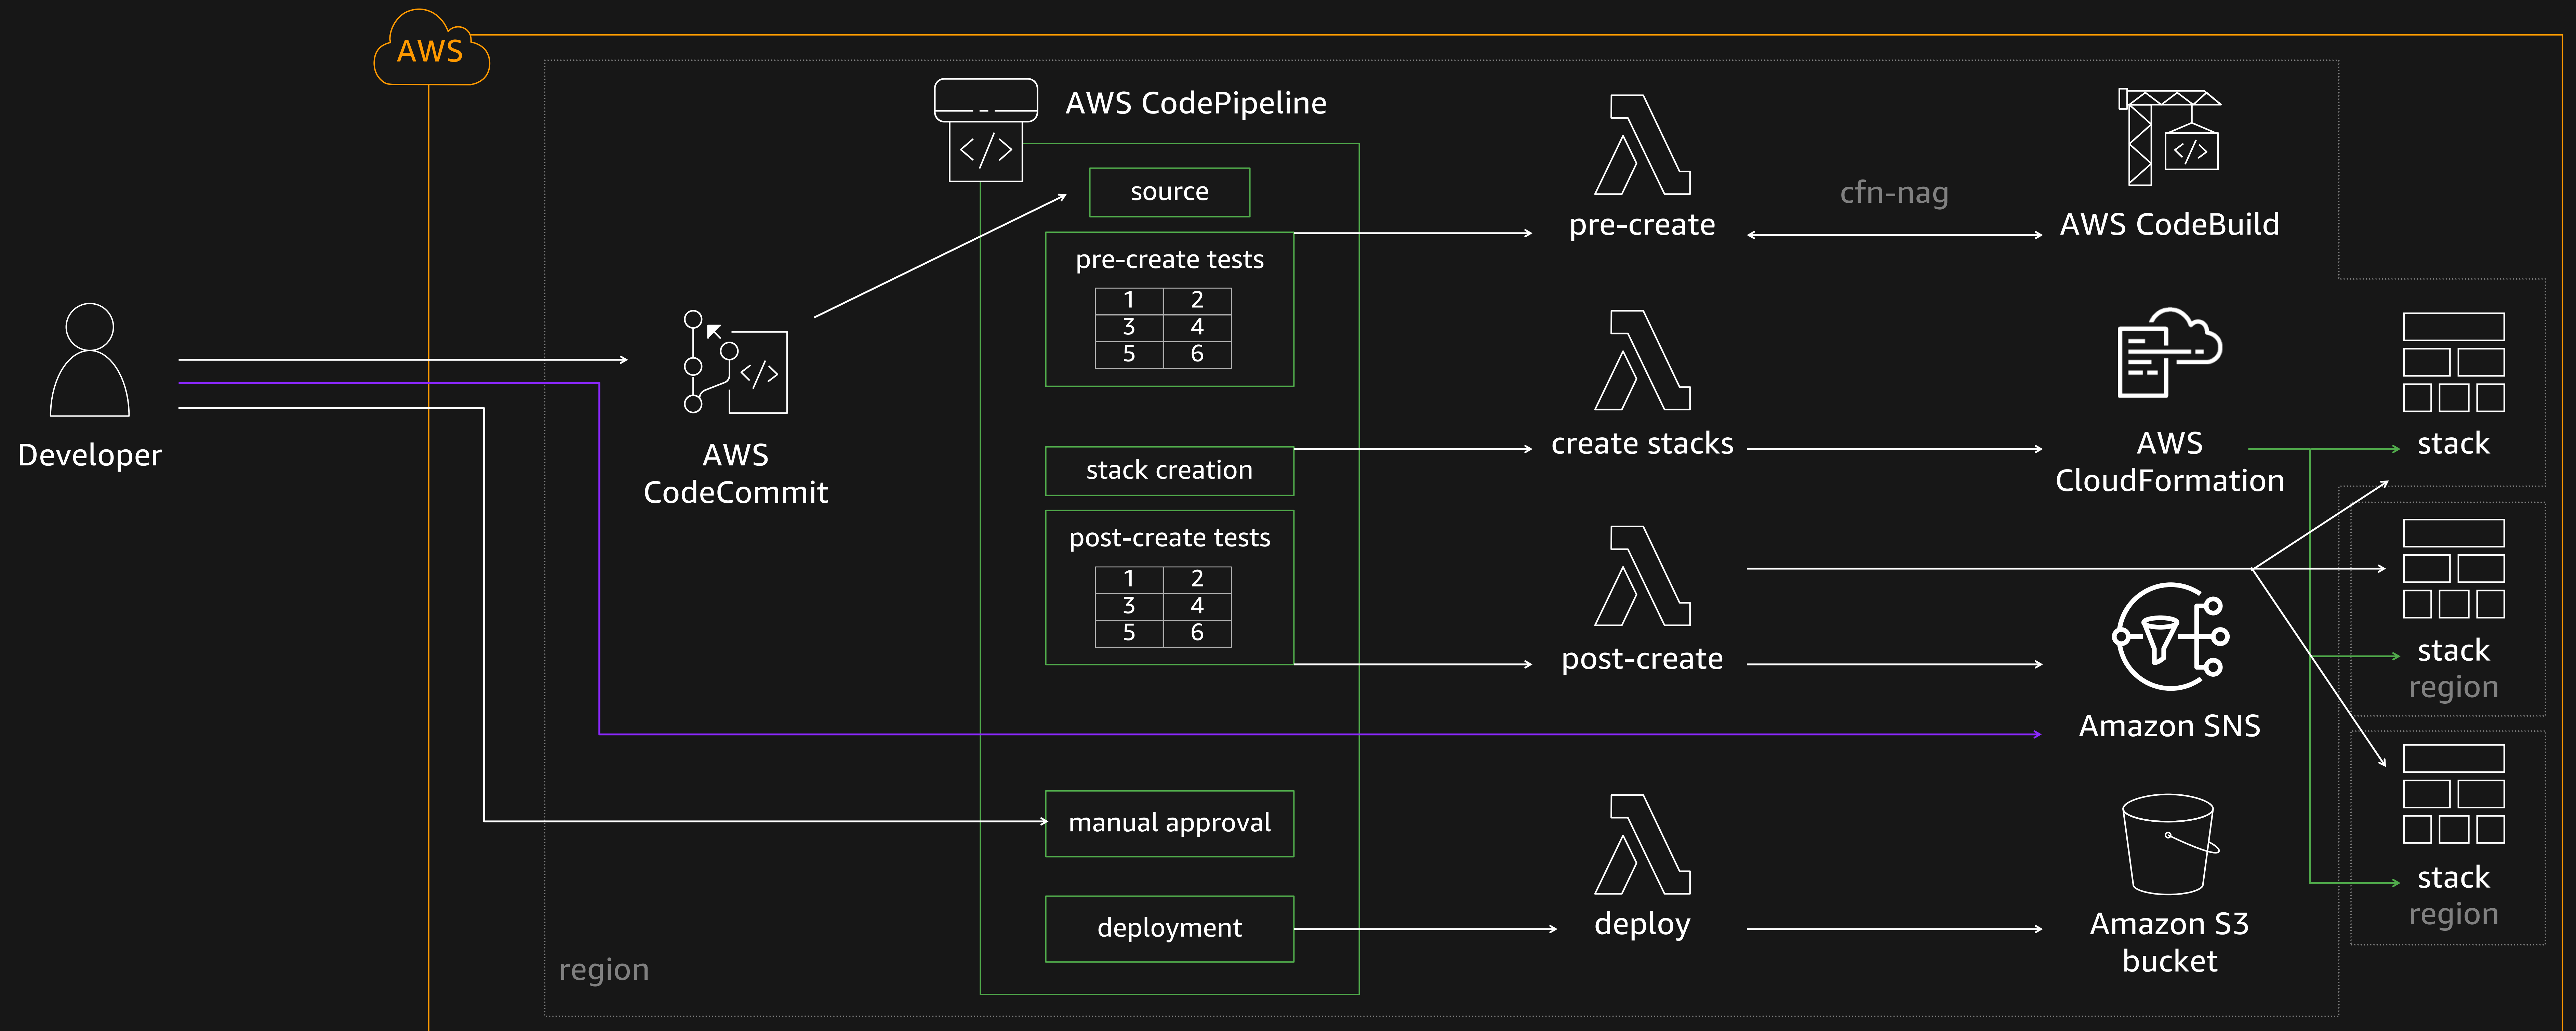 AWS
AWS CodePipeline
source
pre-create tests
1 2
3 4
5 6
stack creation
post-create tests
1 2
3 4
5 6
manual approval
deployment
Developer
AWS
CodeCommit
region
pre-create
cfn-nag
AWS CodeBuild
create stacks
AWS
CloudFormation
stack
post-create
Amazon SNS
stack
region
deploy
Amazon S3
bucket
stack
region